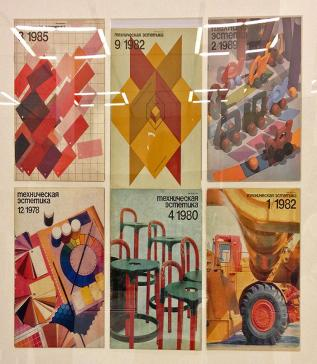 3 1985
техническая эстетика
9 1982
техническая
эстетика
2 1989
техническая
эстетика
12 1978
техническая
эстетика
4 1980
техническая эстетика
1 1982